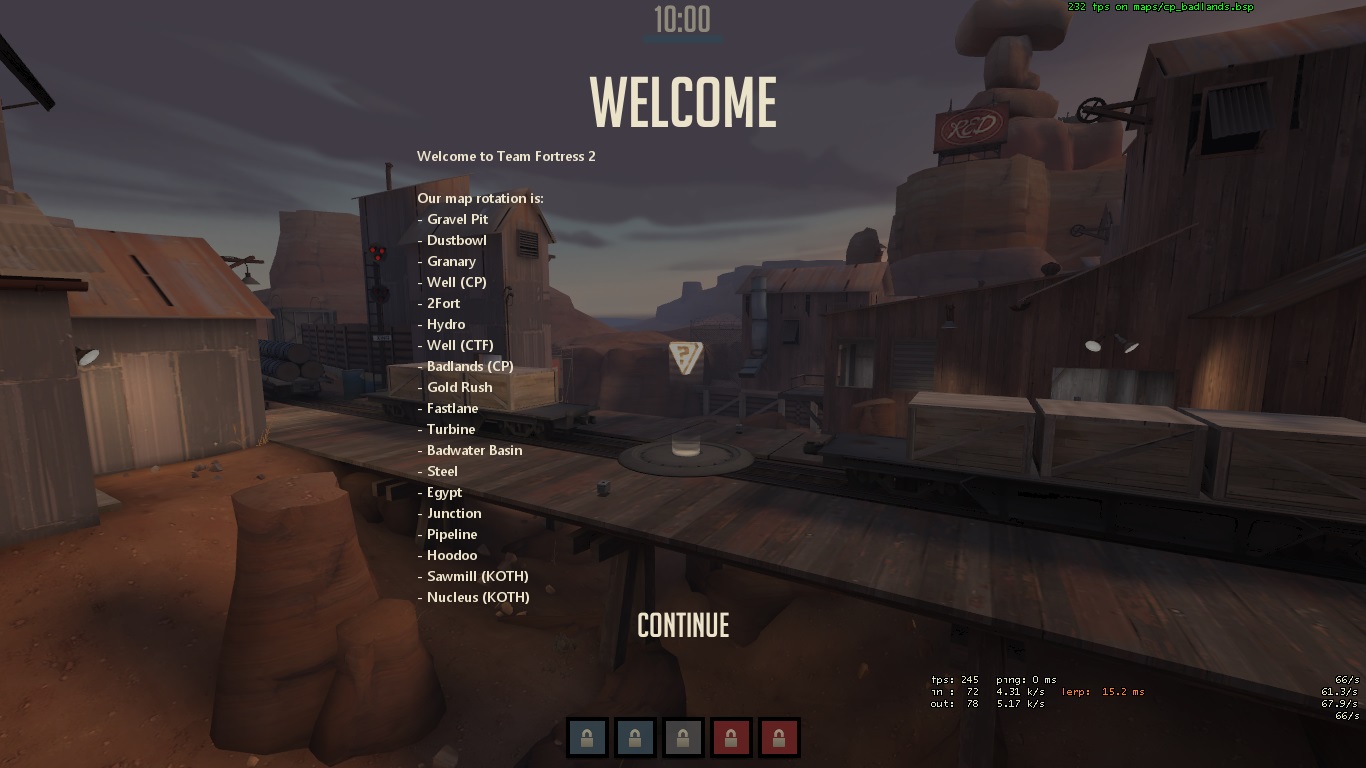 232 fps on maps/cp_badlands.bsp
10:00
WELCOME
RED
Welcome to Team Fortress 2
Our map rotation is:
- Gravel Pit
- Dustbowl
- Granary
- Well (CP)
- 2Fort
- Hydro
- Well (CTF)
- Badlands (CP)
- Gold Rush
- Fastlane
- Turbine
- Badwater Basin
- Steel
- Egypt
- Junction
- Pipeline
- Hoodoo
- Sawmill (KOTH)
- Nucleus (KOTH)
?
CONTINUE
fps: 245 ping: 0 ms 66/s
in : 72 4.31 k/s lerp: 15.2 ms 61.3/s
out: 78 5.17 k/s 67.9/s
66/s